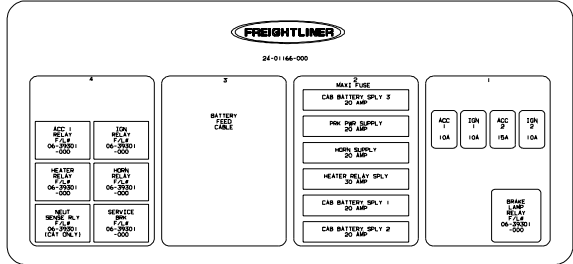 FREIGHTLINER
24-01166-000
4
ACC 1
RELAY
F/L#
06-39301
-000
IGN
RELAY
F/L#
06-39301
-000
HEATER
RELAY
F/L#
06-39301
-000
HORN
RELAY
F/L#
06-39301
-000
NEUT
SENSE RLY
F/L#
06-39301
(CAT ONLY)
SERVICE
BRK
F/L#
06-39301
-000
3
BATTERY
FEED
CABLE
2
MAXI FUSE
CAB BATTERY SPLY 3
20 AMP
PRK PWR SUPPLY
20 AMP
HORN SUPPLY
20 AMP
HEATER RELAY SPLY
30 AMP
CAB BATTERY SPLY 1
20 AMP
CAB BATTERY SPLY 2
20 AMP
1
ACC
1
10A
IGN
1
10A
ACC
2
15A
IGN
2
10A
BRAKE
LAMP
RELAY
F/L#
06-39301
-000